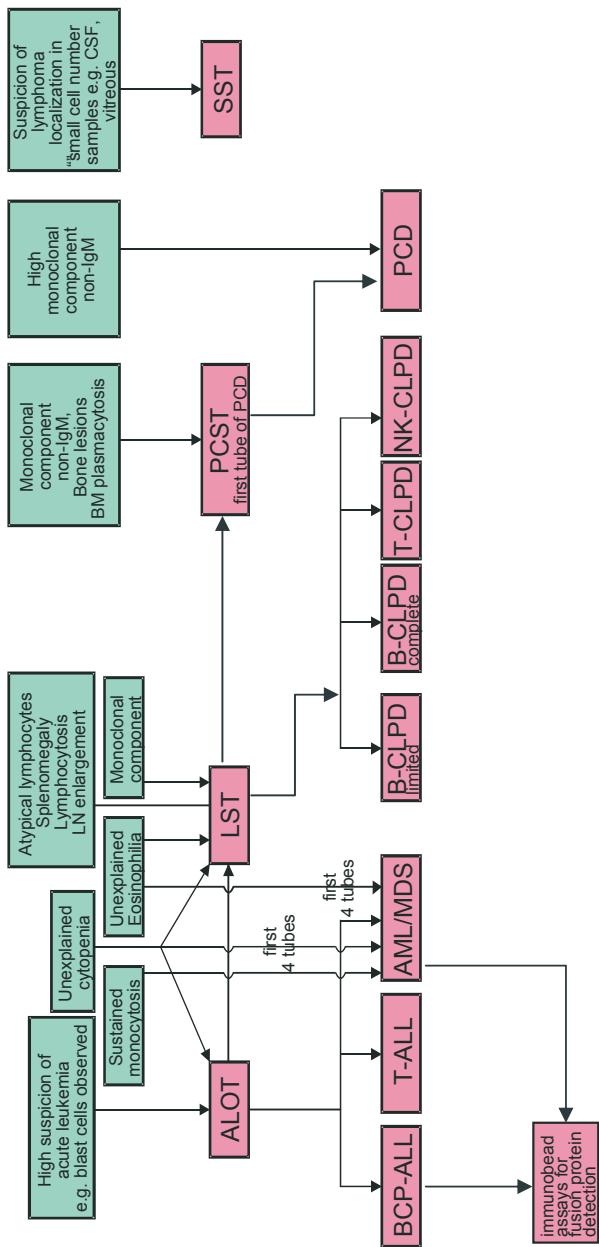 High suspicion of
acute leukemia
e.g. blast cells observed
Unexplained
cytopenia
Sustained
monocytosis
Unexplained
Eosinophilia
Atypical lymphocytes
Splenomegaly
Lymphocytosis
LN enlargement
Monoclonal
component
Monoclonal
component
non-IgM,
Bone lesions
BM plasmacytosis
High
monoclonal
component
non-IgM
Suspicion of
lymphoma
localization in
“”small cell number
samples e.g. CSF,
vitreous
ALOT
LST
PCST
first tube of PCD
SST
first
4 tubes
first
4 tubes
BCP-ALL
T-ALL
AML/MDS
B-CLPD
limited
B-CLPD
complete
T-CLPD
NK-CLPD
PCD
immunobead
assays for
fusion protein
detection